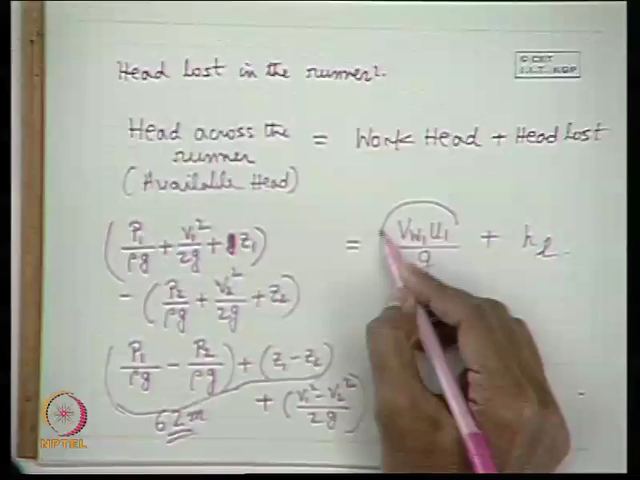 Head Lost in the runner?
© CET
I.I.T. KGP
Head across the runner = Work Head + Head Lost
(Available Head)
(P₁/ρg + V₁²/2g + z₁) = Vw₁u₁/g + hℓ
- (P₂/ρg + V₂²/2g + z₂)
(P₁/ρg - P₂/ρg) + (z₁ - z₂)
+ (V₁² - V₂²/2g)
62m
NPTEL